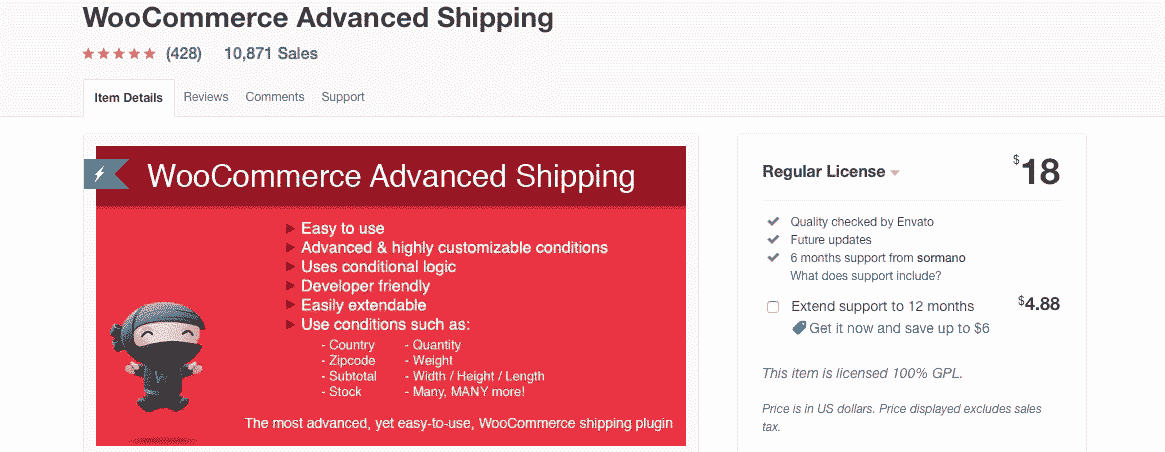 WooCommerce Advanced Shipping
(428) 10,871 Sales
Item Details Reviews Comments Support
WooCommerce Advanced Shipping
Easy to use
Advanced & highly customizable conditions
Uses conditional logic
Developer friendly
Easily extendable
Use conditions such as:
- Country - Quantity
- Zipcode - Weight
- Subtotal - Width / Height / Length
- Stock - Many, MANY more!
The most advanced, yet easy-to-use, WooCommerce shipping plugin
Regular License $18
Quality checked by Envato
Future updates
6 months support from sormano
What does support include?
Extend support to 12 months $4.88
Get it now and save up to $6
This item is licensed 100% GPL.
Price is in US dollars. Price displayed excludes sales
tax.